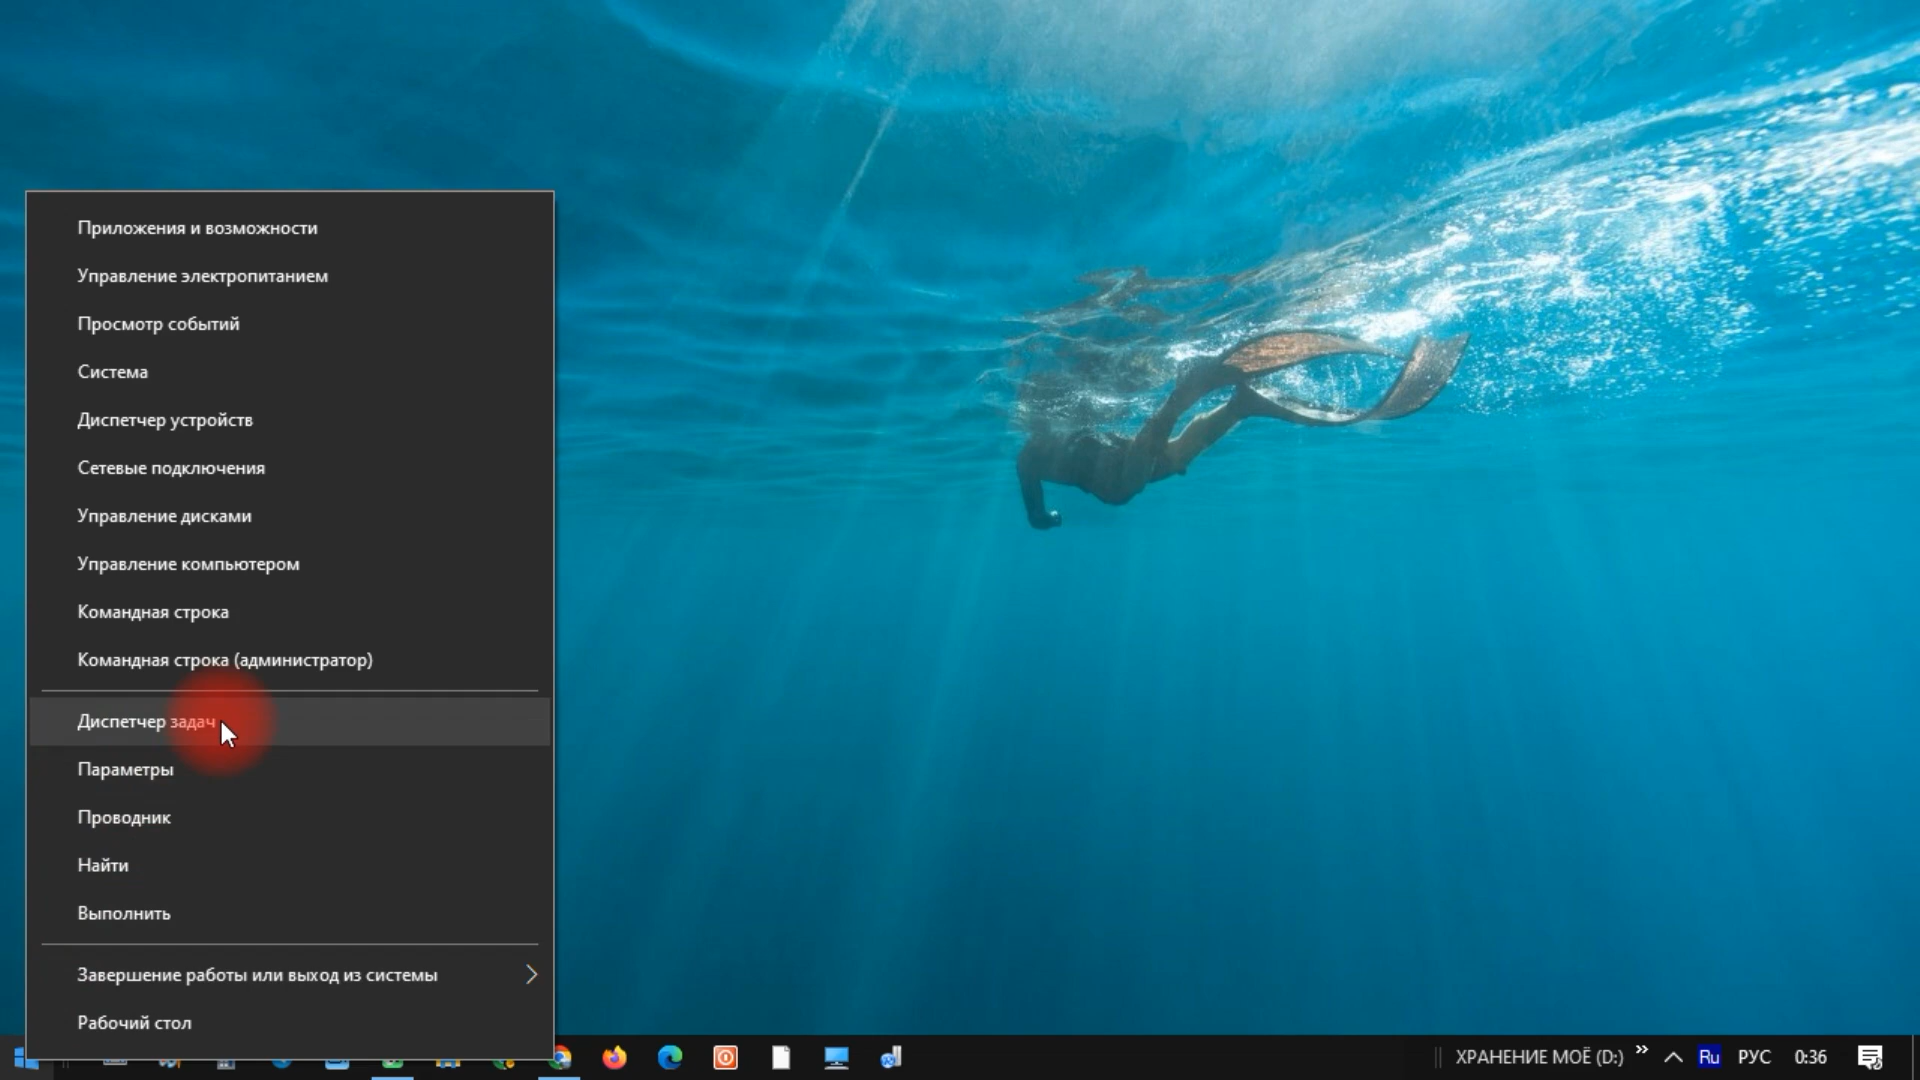 Приложения и возможности
Управление электропитанием
Просмотр событий
Система
Диспетчер устройств
Сетевые подключения
Управление дисками
Управление компьютером
Командная строка
Командная строка (администратор)
Диспетчер задач
Параметры
Проводник
Найти
Выполнить
Завершение работы или выход из системы
Рабочий стол
ХРАНЕНИЕ МОЁ (D:) Ru РУС 0:36